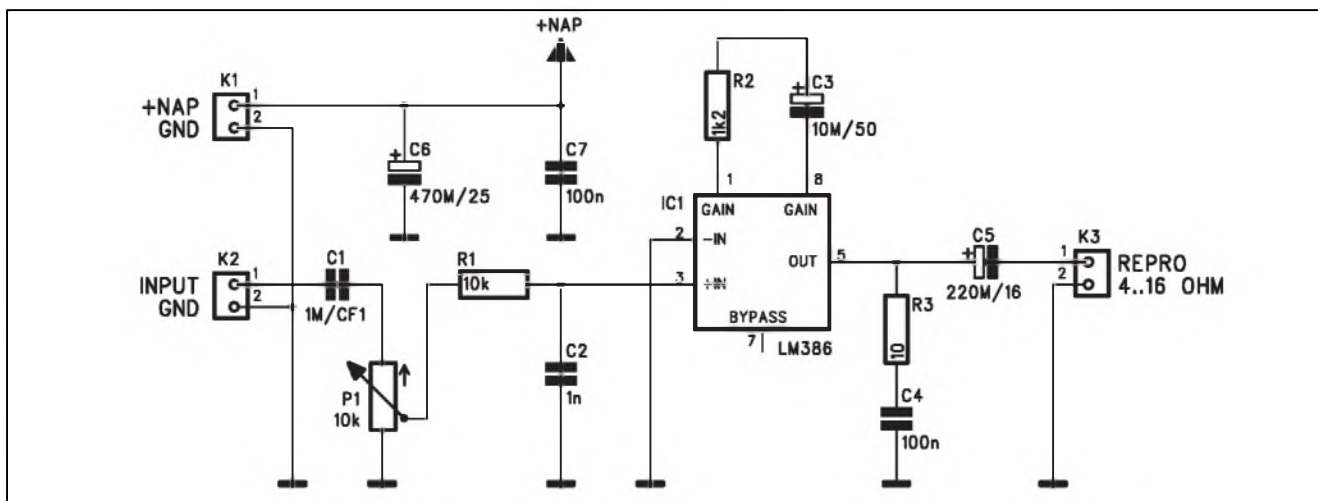 +NAP
K1
1
2
+NAP
GND
+
C6
470M/25
C7
100n
R2
1k2
+
C3
10M/50
1
8
IC1
GAIN
GAIN
2
-IN
3
+IN
OUT
5
BYPASS
7
LM386
K2
1
2
INPUT
GND
C1
1M/CF1
R1
10k
P1
10k
C2
1n
+
C5
220M/16
R3
10
C4
100n
K3
1
2
REPRO
4..16 OHM